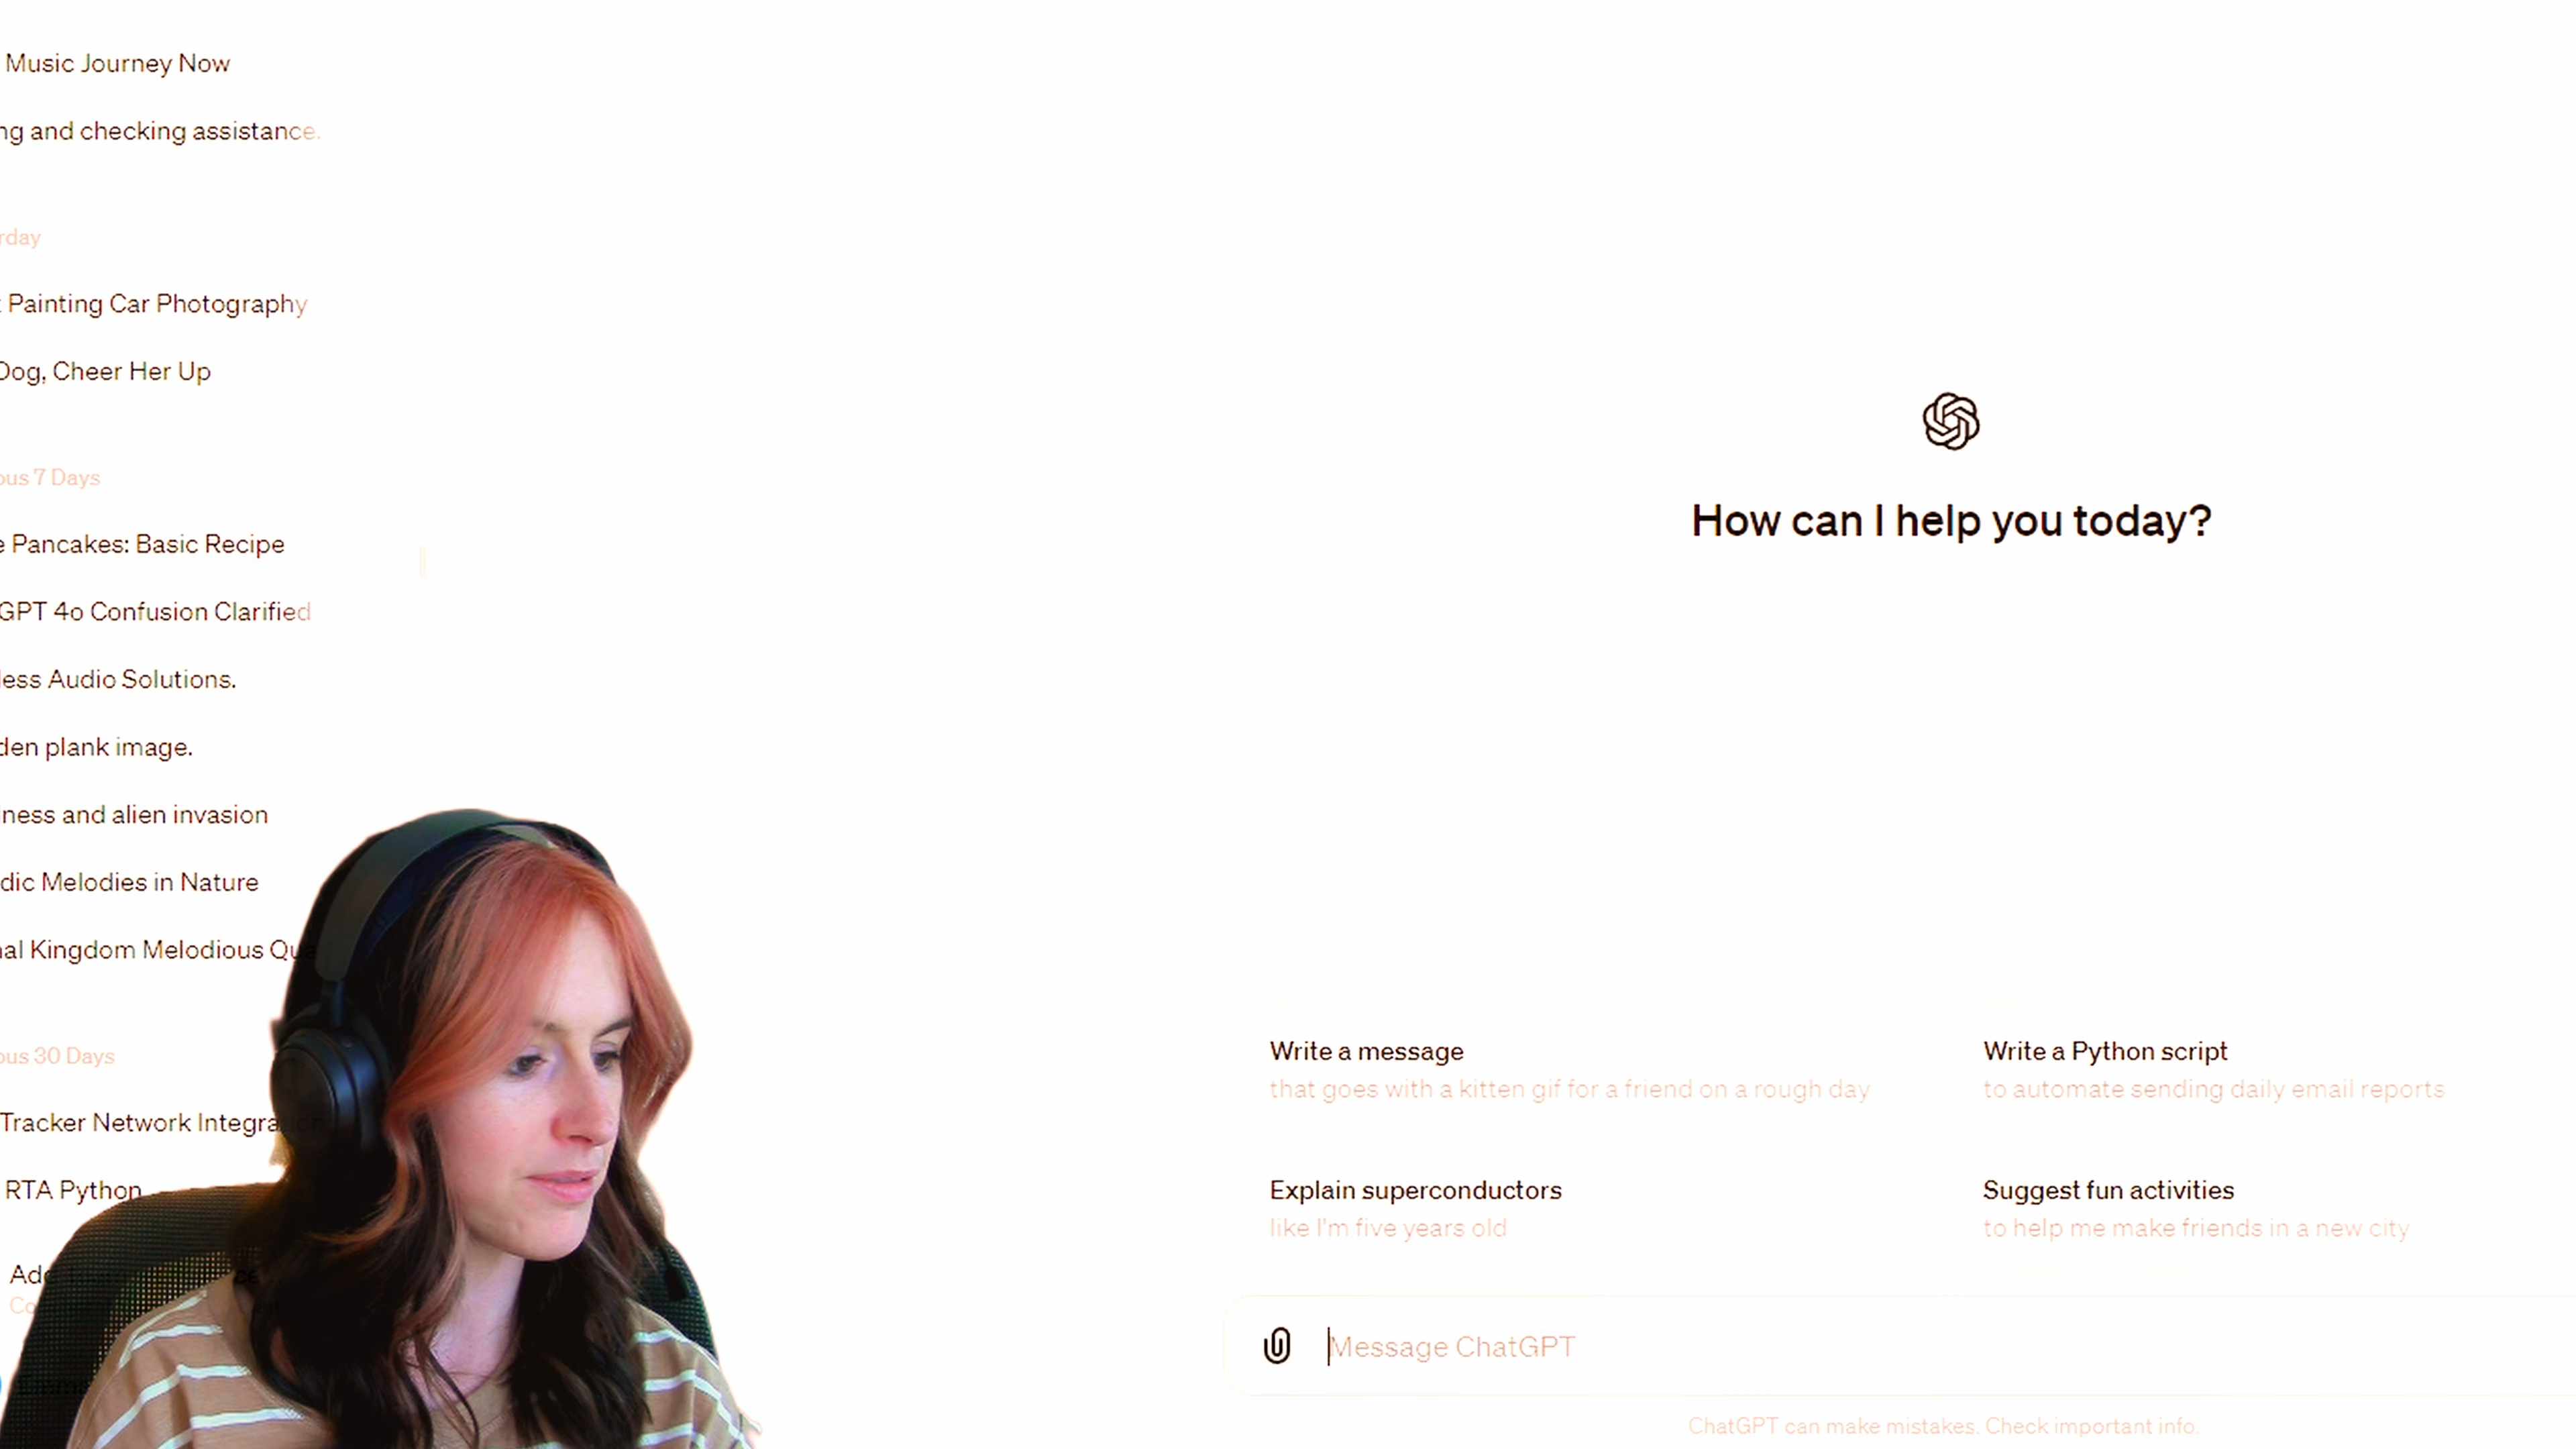 Music Journey Now
ng and checking assistance.
rday
Painting Car Photography
Dog, Cheer Her Up
ous 7 Days
e Pancakes: Basic Recipe
GPT 4o Confusion Clarified
less Audio Solutions.
den plank image.
ness and alien invasion
dic Melodies in Nature
nal Kingdom Melodious Qua
ous 30 Days
Tracker Network Integration
RTA Python
How can I help you today?
Write a message
that goes with a kitten gif for a friend on a rough day
Write a Python script
to automate sending daily email reports
Explain superconductors
like I'm five years old
Suggest fun activities
to help me make friends in a new city
Message ChatGPT
ChatGPT can make mistakes. Check important info.